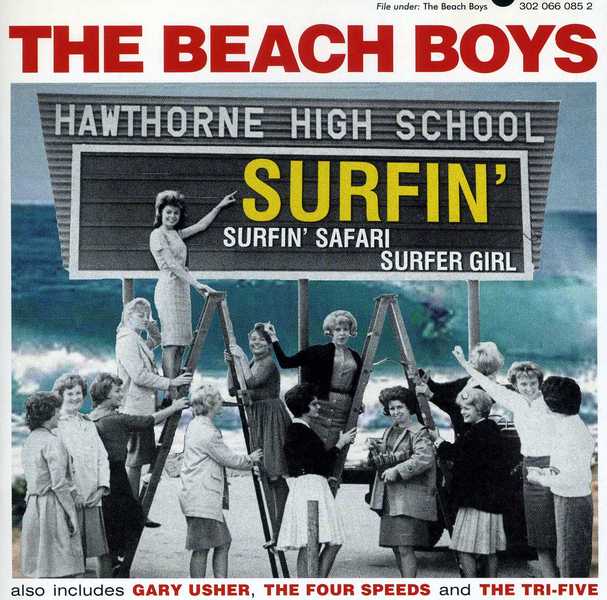 File under: The Beach Boys 302 066 085 2
THE BEACH BOYS
HAWTHORNE HIGH SCHOOL
SURFIN'
SURFIN' SAFARI
SURFER GIRL
also includes GARY USHER, THE FOUR SPEEDS and THE TRI-FIVE